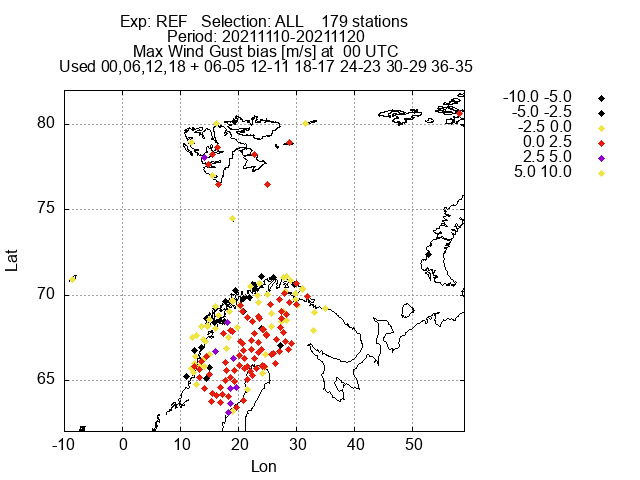 Exp: REF Selection: ALL 179 stations
Period: 20211110-20211120
Max Wind Gust bias [m/s] at 00 UTC
Used 00,06,12,18 + 06-05 12-11 18-17 24-23 30-29 36-35
-10.0 -5.0
-5.0 -2.5
-2.5 0.0
0.0 2.5
2.5 5.0
5.0 10.0
80
75
70
65
Lat
-10 0 10 20 30 40 50
Lon